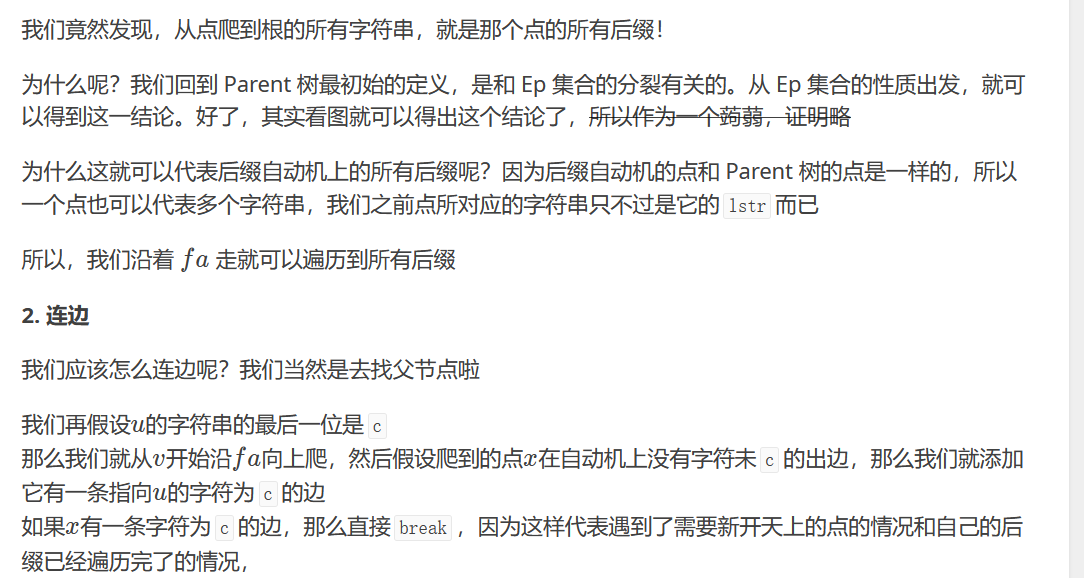 我们竟然发现，从点爬到根的所有字符串，就是那个点的所有后缀！
为什么呢？我们回到 Parent 树最初始的定义，是和 Ep 集合的分裂有关的。从 Ep 集合的性质出发，就可
以得到这一结论。好了，其实看图就可以得出这个结论了，所以作为一个蒟蒻，证明略
为什么这就可以代表后缀自动机上的所有后缀呢？因为后缀自动机的点和 Parent 树的点是一样的，所以
一个点也可以代表多个字符串，我们之前点所对应的字符串只不过是它的 lstr 而已
所以，我们沿着 fa 走就可以遍历到所有后缀
2. 连边
我们应该怎么连边呢？我们当然是去找父节点啦
我们再假设u的字符串的最后一位是 c
那么我们就从v开始沿fa向上爬，然后假设爬到的点x在自动机上没有字符未 c 的出边，那么我们就添加
它有一条指向u的字符为 c 的边
如果x有一条字符为 c 的边，那么直接 break ，因为这样代表遇到了需要新开天上的点的情况和自己的后
缀已经遍历完了的情况，